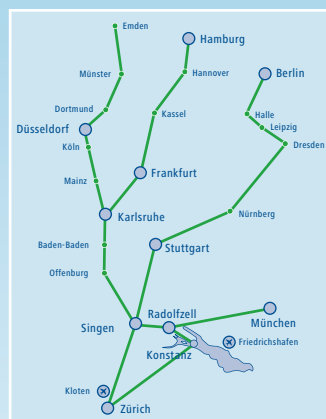 Emden
Hamburg
Münster
Hannover
Berlin
Dortmund
Kassel
Halle
Düsseldorf
Leipzig
Köln
Dresden
Mainz
Frankfurt
Karlsruhe
Nürnberg
Baden-Baden
Stuttgart
Offenburg
Radolfzell
Singen
München
Konstanz
Friedrichshafen
Kloten
Zürich